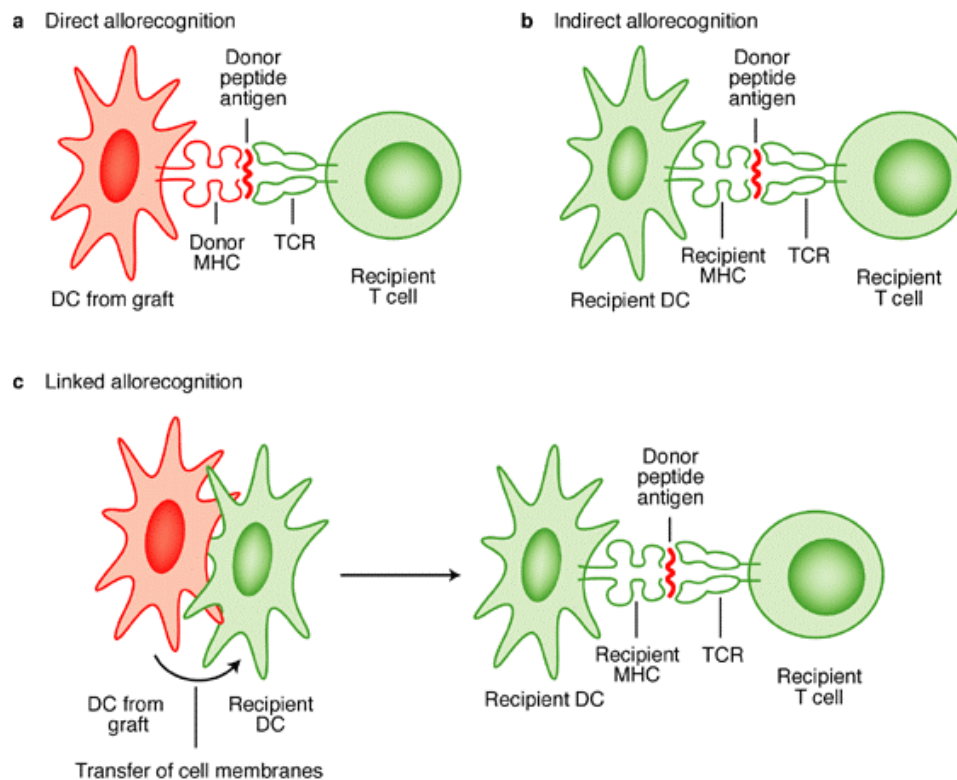 a Direct allorecognition
Donor
peptide
antigen
Donor
MHC
TCR
DC from graft
Recipient
T cell
b Indirect allorecognition
Donor
peptide
antigen
Recipient
MHC
TCR
Recipient DC
Recipient
T cell
c Linked allorecognition
DC from
graft
Recipient
DC
Transfer of cell membranes
Donor
peptide
antigen
Recipient
MHC
TCR
Recipient DC
Recipient
T cell